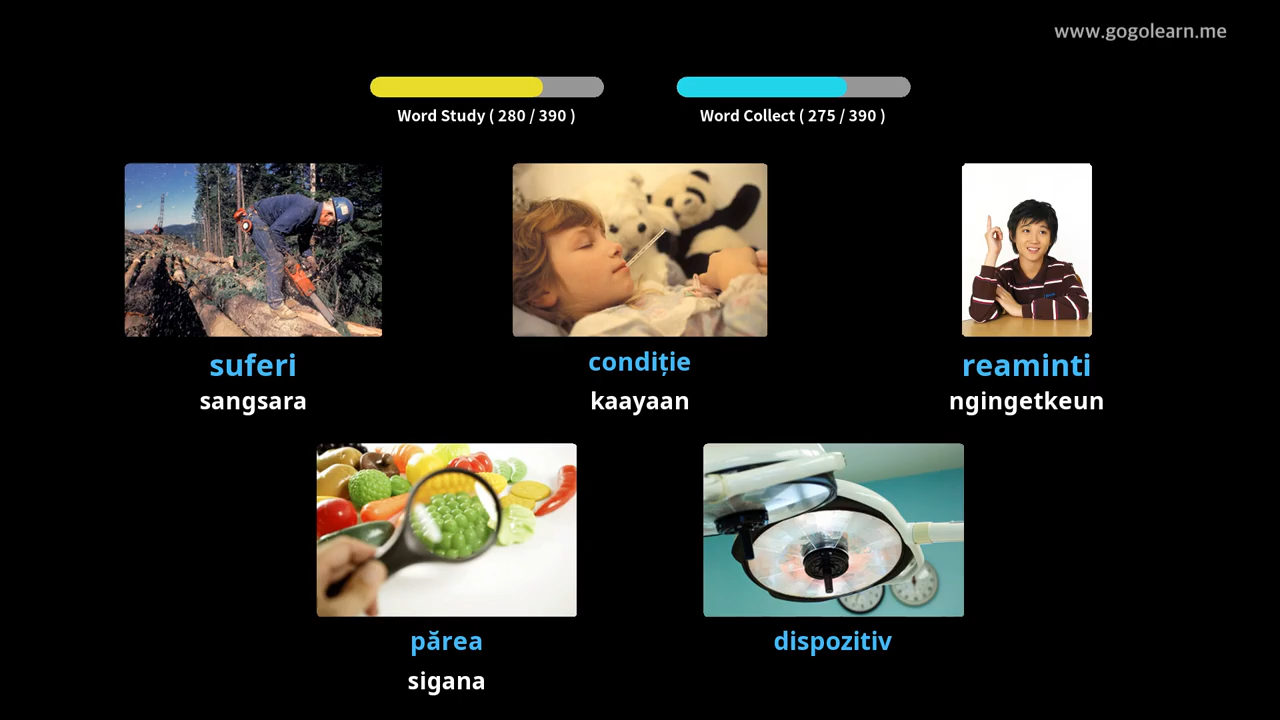 www.gogolearn.me
Word Study ( 280 / 390 )
Word Collect ( 275 / 390 )
suferi
sangsara
condiție
kaayaan
reaminti
ngingetkeun
părea
sigana
dispozitiv